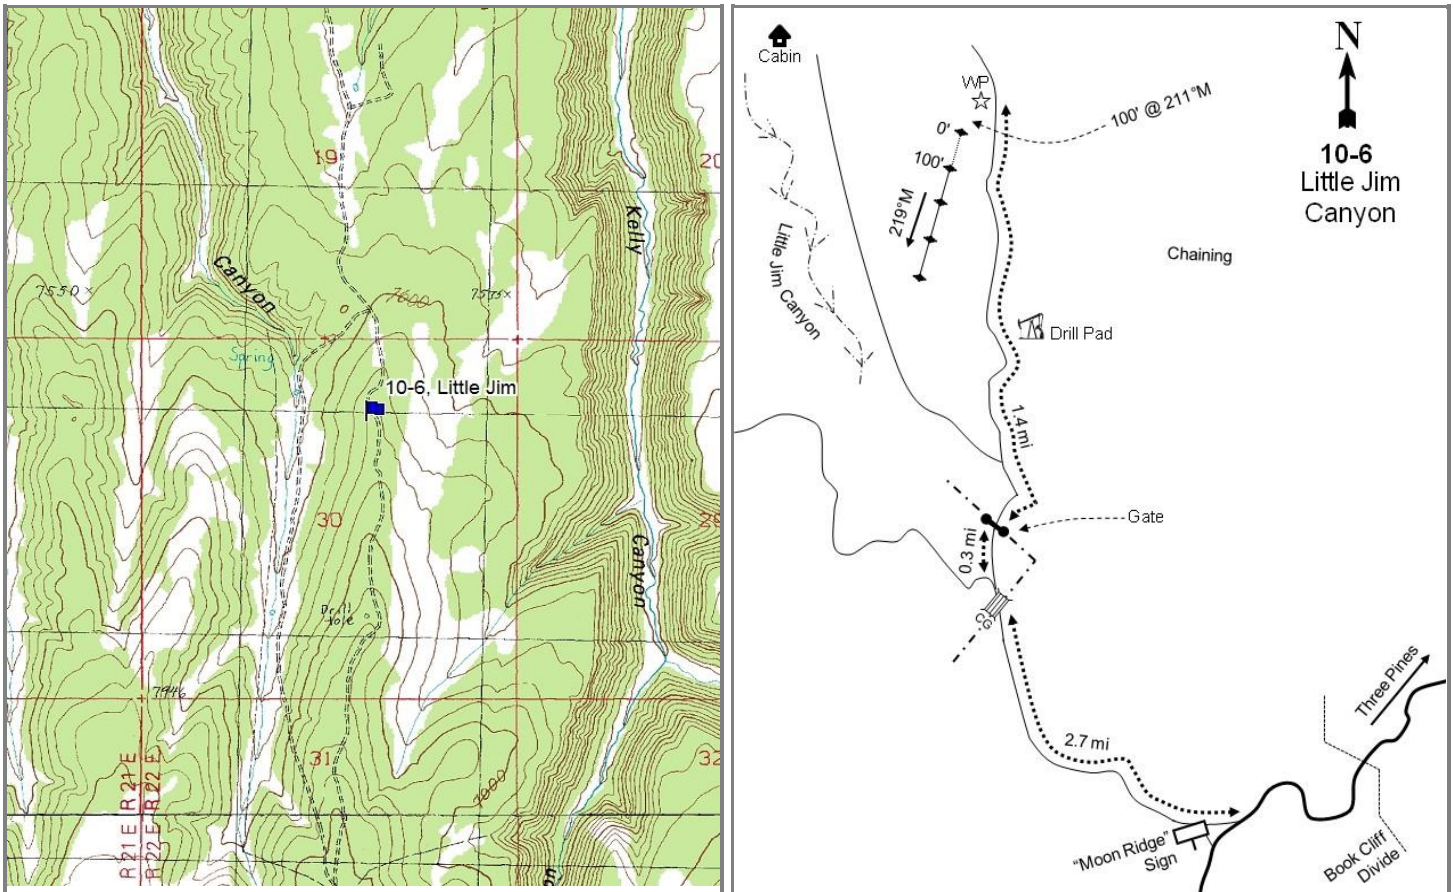 19
20
Kelly
Canyon
7550 ×
7600
7575×
Spring
10-6, Little Jim
30
29
Canyon
Drill
Hole
7946
31
32
7900
R 21 E
R 22 E
R 21 E
R 22 E
Cabin
WP
N
100' @ 211°M
0'
100'
10-6
Little Jim
Canyon
219°M
Little Jim Canyon
Chaining
Drill Pad
1.4 mi
Gate
0.3 mi
CG
Three Pines
2.7 mi
"Moon Ridge"
Sign
Book Cliff
Divide